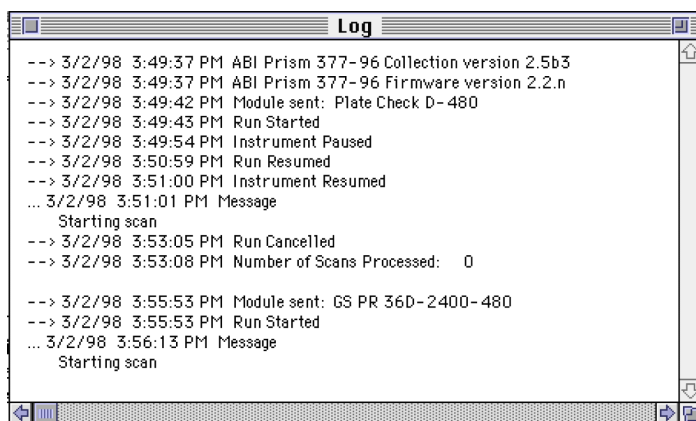 Log
--> 3/2/98 3:49:37 PM ABI Prism 377-96 Collection version 2.5b3
--> 3/2/98 3:49:37 PM ABI Prism 377-96 Firmware version 2.2.n
--> 3/2/98 3:49:42 PM Module sent: Plate Check D-480
--> 3/2/98 3:49:43 PM Run Started
--> 3/2/98 3:49:54 PM Instrument Paused
--> 3/2/98 3:50:59 PM Run Resumed
--> 3/2/98 3:51:00 PM Instrument Resumed
... 3/2/98 3:51:01 PM Message
Starting scan
--> 3/2/98 3:53:05 PM Run Cancelled
--> 3/2/98 3:53:08 PM Number of Scans Processed: 0
--> 3/2/98 3:55:53 PM Module sent: GS PR 36D-2400-480
--> 3/2/98 3:55:53 PM Run Started
... 3/2/98 3:56:13 PM Message
Starting scan